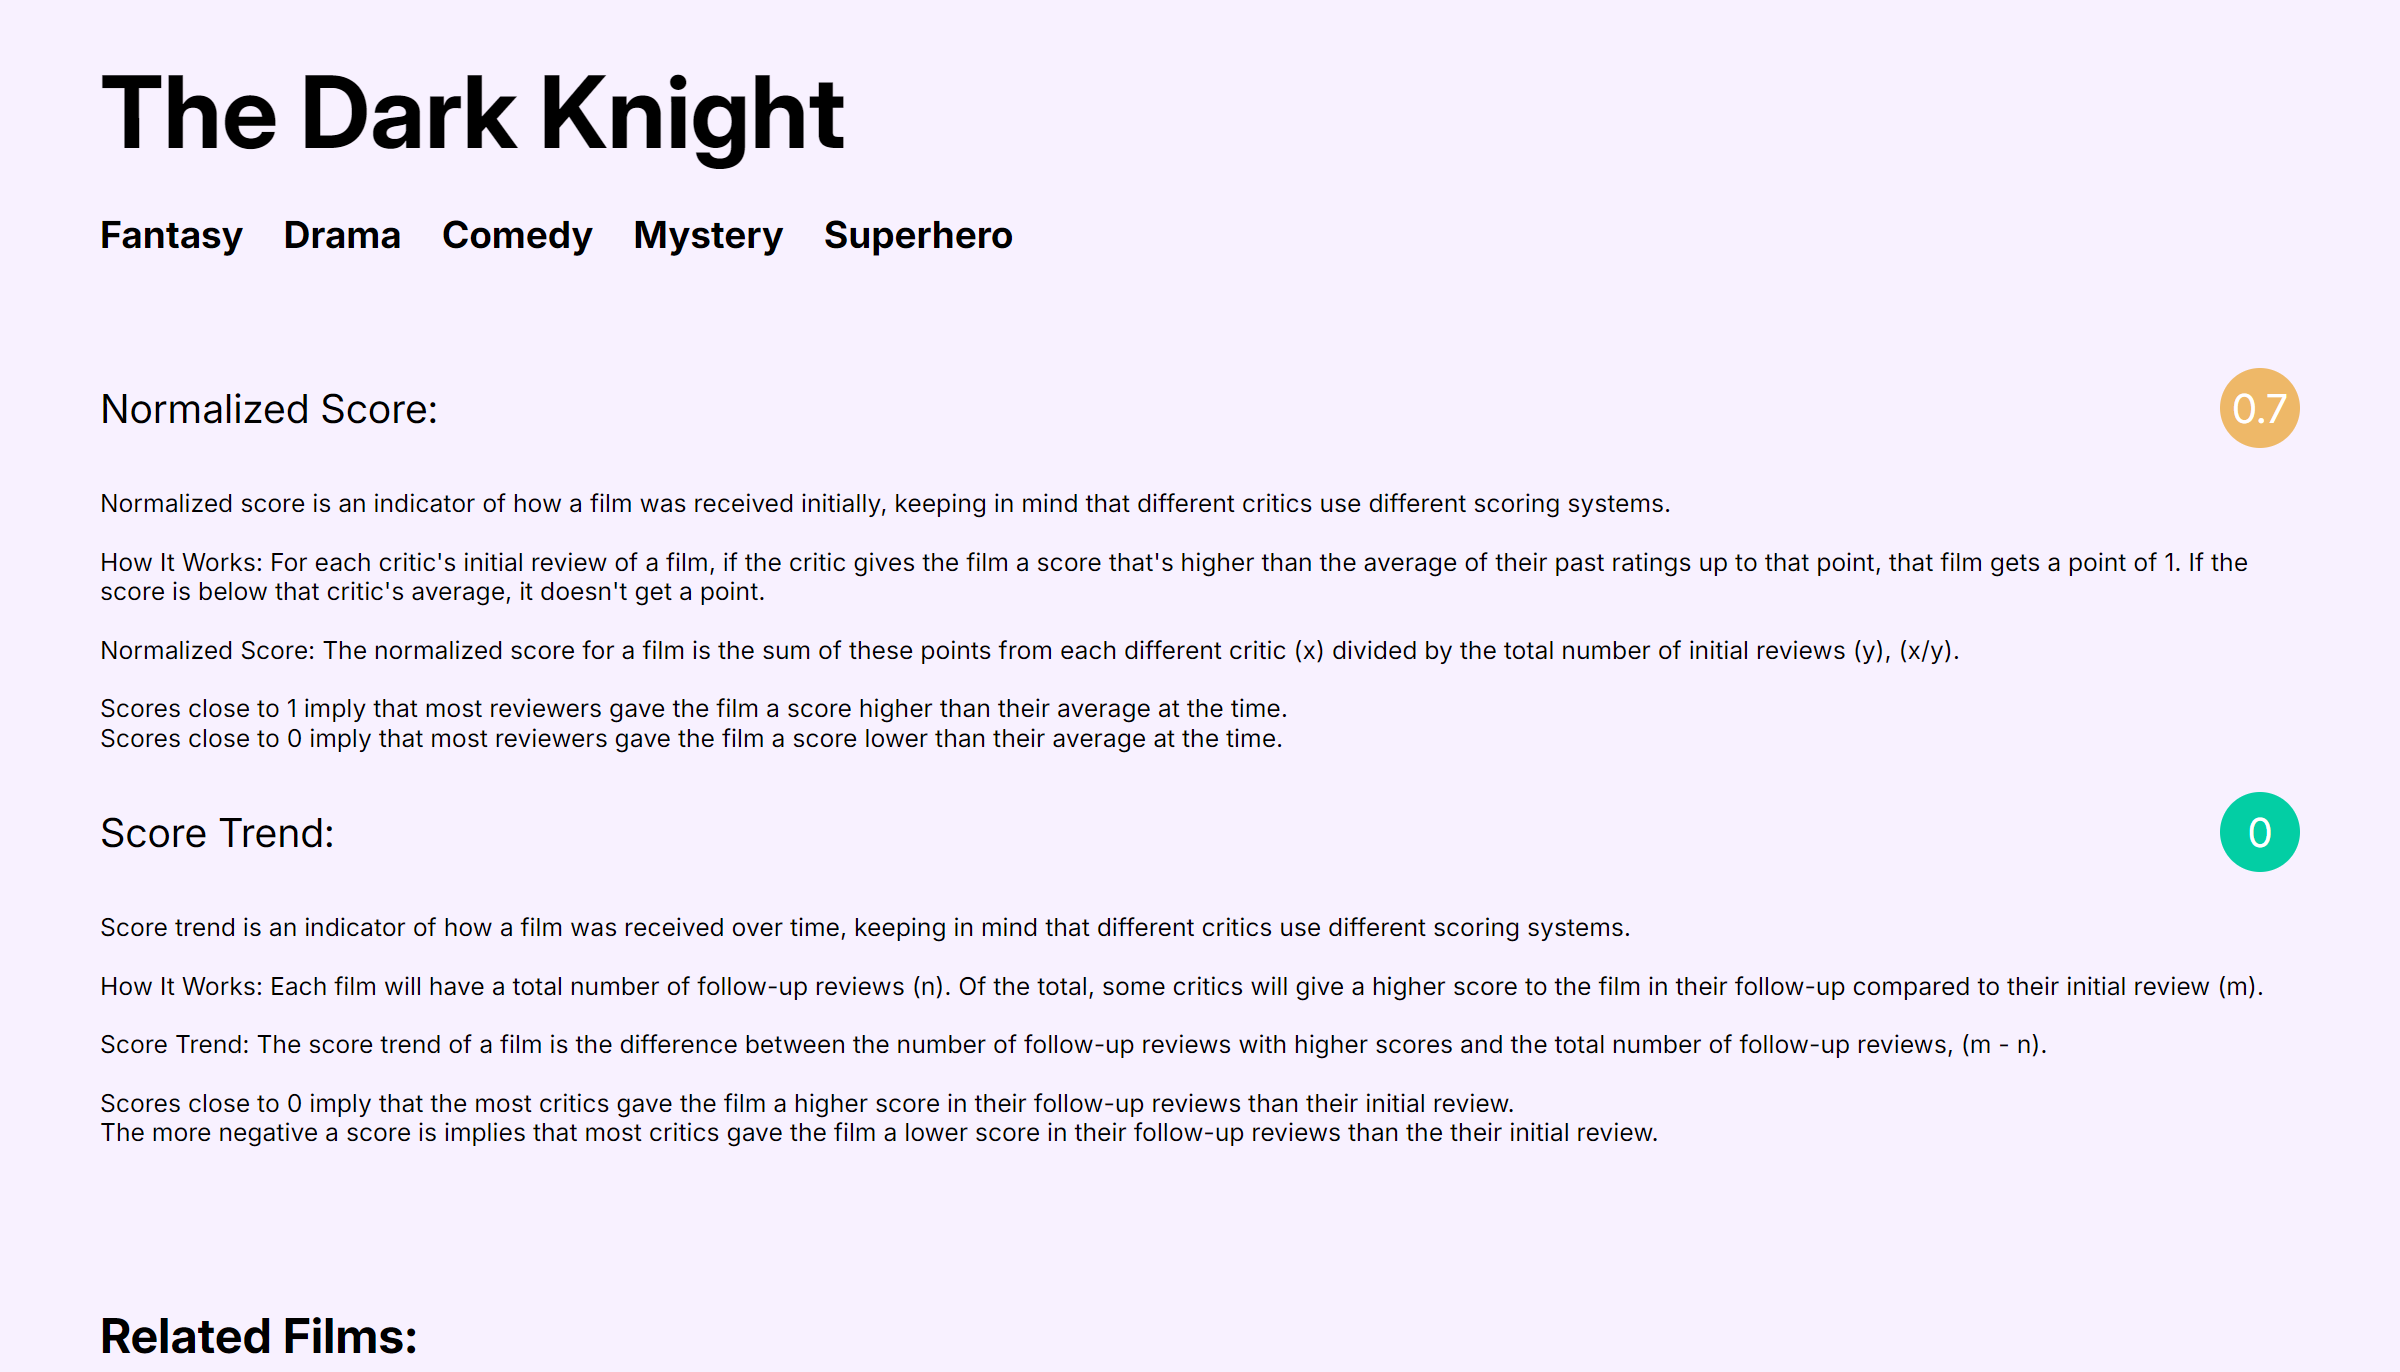 The Dark Knight
Fantasy Drama Comedy Mystery Superhero
Normalized Score: 0.7
Normalized score is an indicator of how a film was received initially, keeping in mind that different critics use different scoring systems.
How It Works: For each critic's initial review of a film, if the critic gives the film a score that's higher than the average of their past ratings up to that point, that film gets a point of 1. If the
score is below that critic's average, it doesn't get a point.
Normalized Score: The normalized score for a film is the sum of these points from each different critic (x) divided by the total number of initial reviews (y), (x/y).
Scores close to 1 imply that most reviewers gave the film a score higher than their average at the time.
Scores close to 0 imply that most reviewers gave the film a score lower than their average at the time.
Score Trend: 0
Score trend is an indicator of how a film was received over time, keeping in mind that different critics use different scoring systems.
How It Works: Each film will have a total number of follow-up reviews (n). Of the total, some critics will give a higher score to the film in their follow-up compared to their initial review (m).
Score Trend: The score trend of a film is the difference between the number of follow-up reviews with higher scores and the total number of follow-up reviews, (m - n).
Scores close to 0 imply that the most critics gave the film a higher score in their follow-up reviews than their initial review.
The more negative a score is implies that most critics gave the film a lower score in their follow-up reviews than the their initial review.
Related Films: